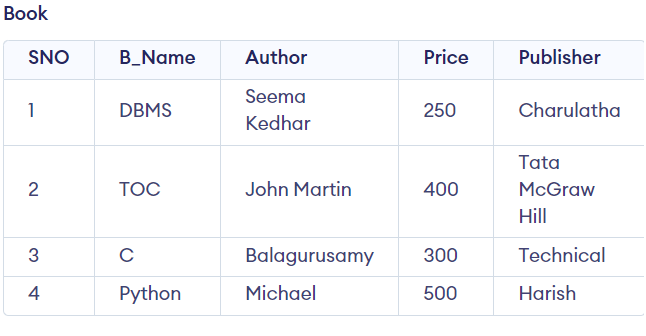 Book
SNO B_Name Author Price Publisher
1 DBMS Seema Kedhar 250 Charulatha
2 TOC John Martin 400 Tata McGraw Hill
3 C Balagurusamy 300 Technical
4 Python Michael 500 Harish